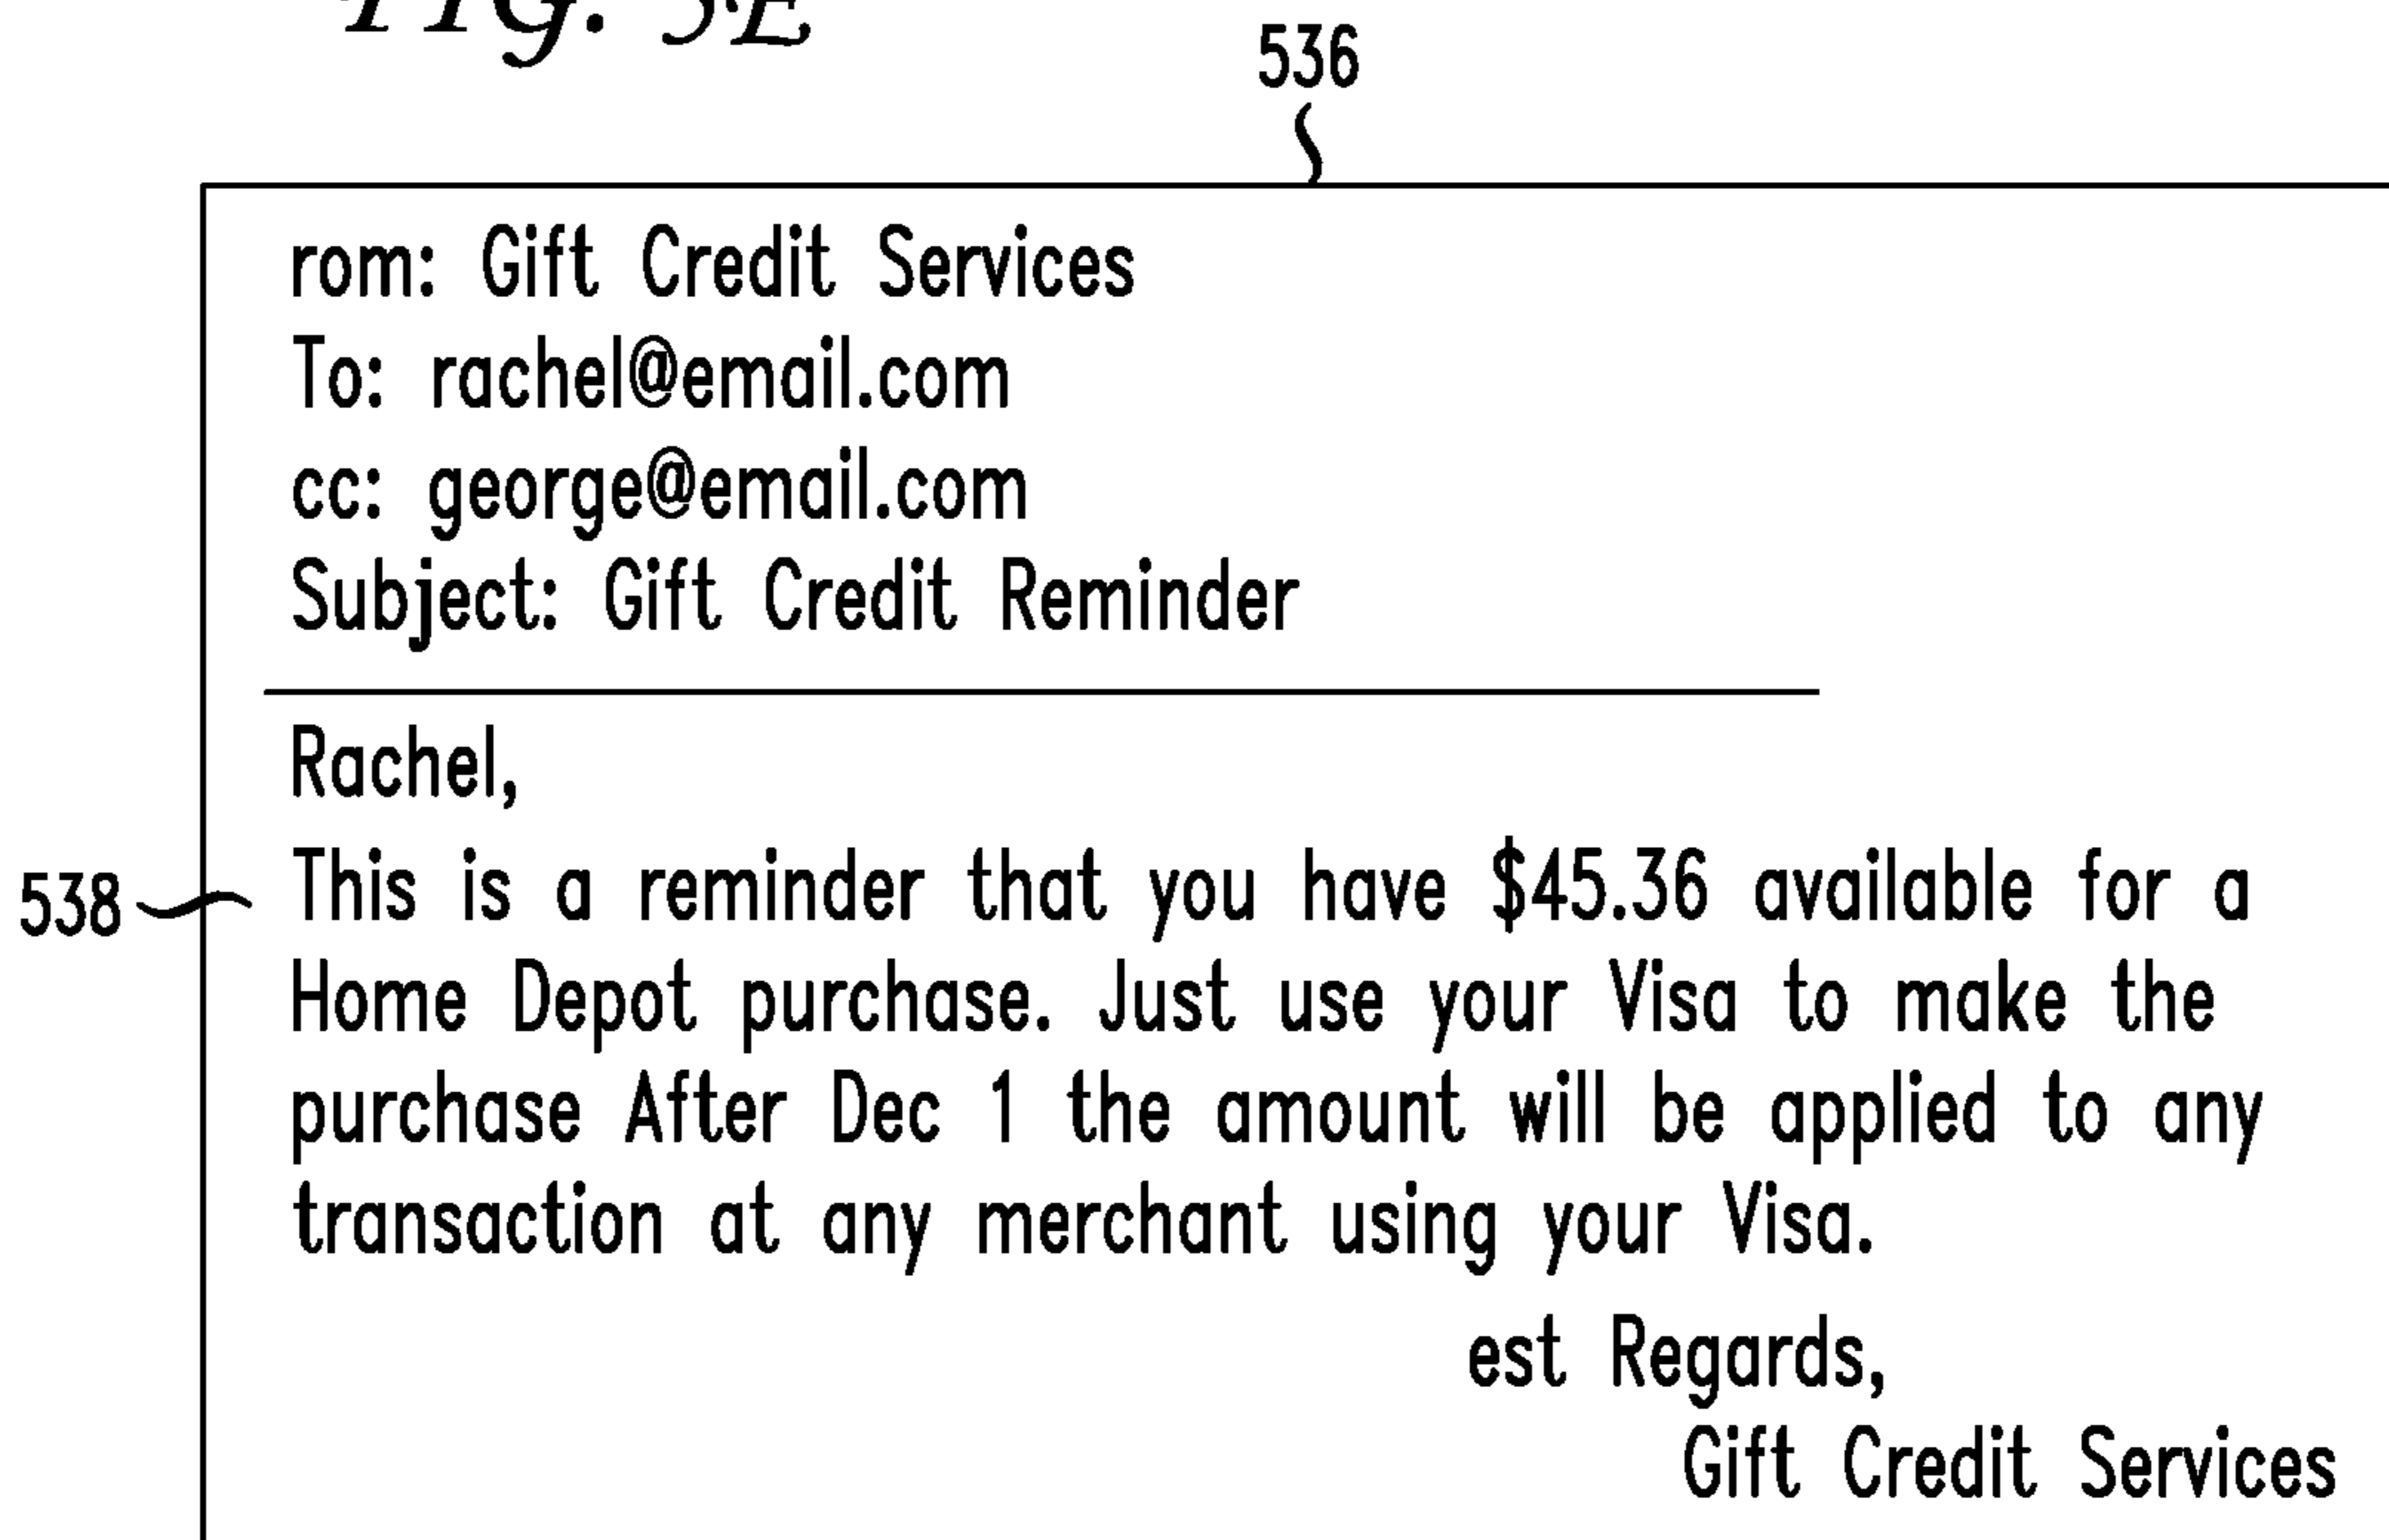 FIG. 5E
536
rom: Gift Credit Services
To: rachel@email.com
cc: george@email.com
Subject: Gift Credit Reminder
Rachel,
538
This is a reminder that you have $45.36 available for a
Home Depot purchase. Just use your Visa to make the
purchase After Dec 1 the amount will be applied to any
transaction at any merchant using your Visa.
est Regards,
Gift Credit Services